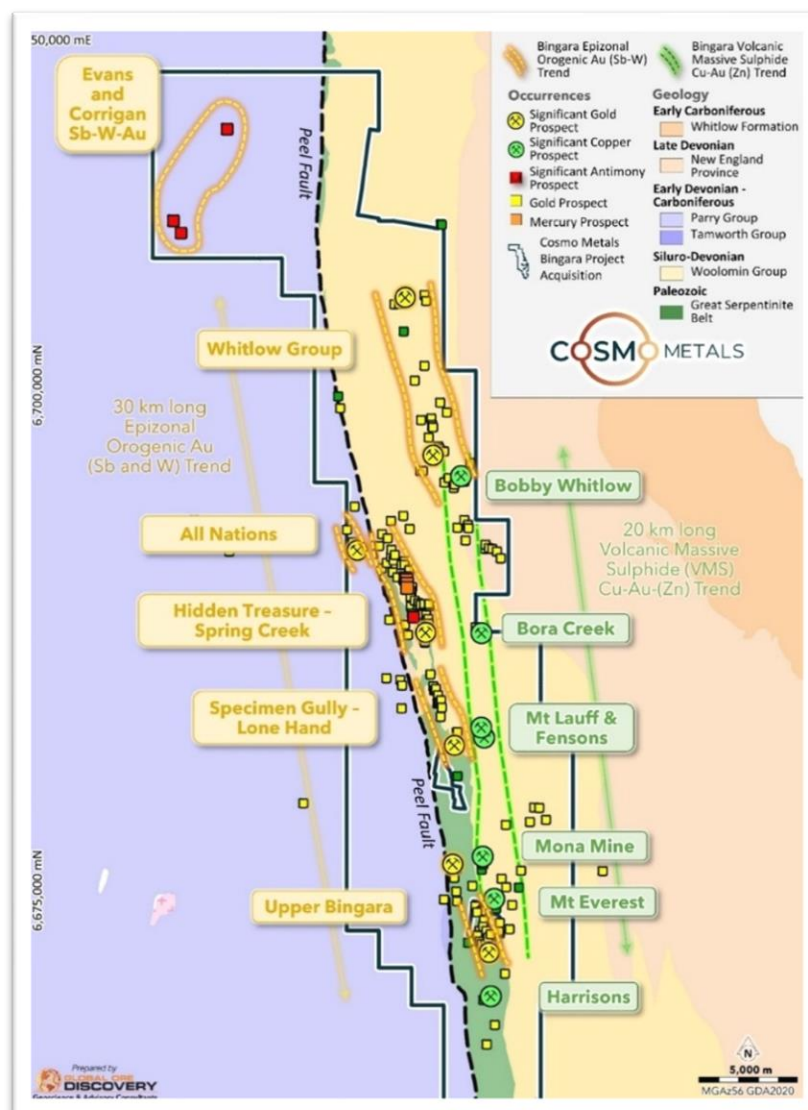 50,000 mE
Evans
and
Corrigan
Sb-W-Au
Peel Fault
Bingara Epizonal
Orogenic Au (Sb-W)
Trend
Bingara Volcanic
Massive Sulphide
Cu-Au (Zn) Trend
Occurrences
Significant Gold
Prospect
Significant Copper
Prospect
Significant Antimony
Prospect
Gold Prospect
Mercury Prospect
Cosmo Metals
Bingara Project
Acquisition
Geology
Early Carboniferous
Whitlow Formation
Late Devonian
New England
Province
Early Devonian -
Carboniferous
Parry Group
Tamworth Group
Siluro-Devonian
Woolomin Group
Paleozoic
Great Serpentinite
Belt
COSMO METALS
6,700,000 mN
Whitlow Group
30 km long
Epizonal
Orogenic Au
(Sb and W) Trend
Bobby Whitlow
All Nations
20 km long
Volcanic Massive
Sulphide (VMS)
Cu-Au-(Zn) Trend
Hidden Treasure –
Spring Creek
Bora Creek
Specimen Gully –
Lone Hand
Mt Lauff &
Fensons
Peel Fault
Mona Mine
6,675,000 mN
Upper Bingara
Mt Everest
Harrisons
Prepared by
GLOBAL ORE
DISCOVERY
Geoscience & Advisory Consultants
N
5,000 m
MGAz56 GDA2020